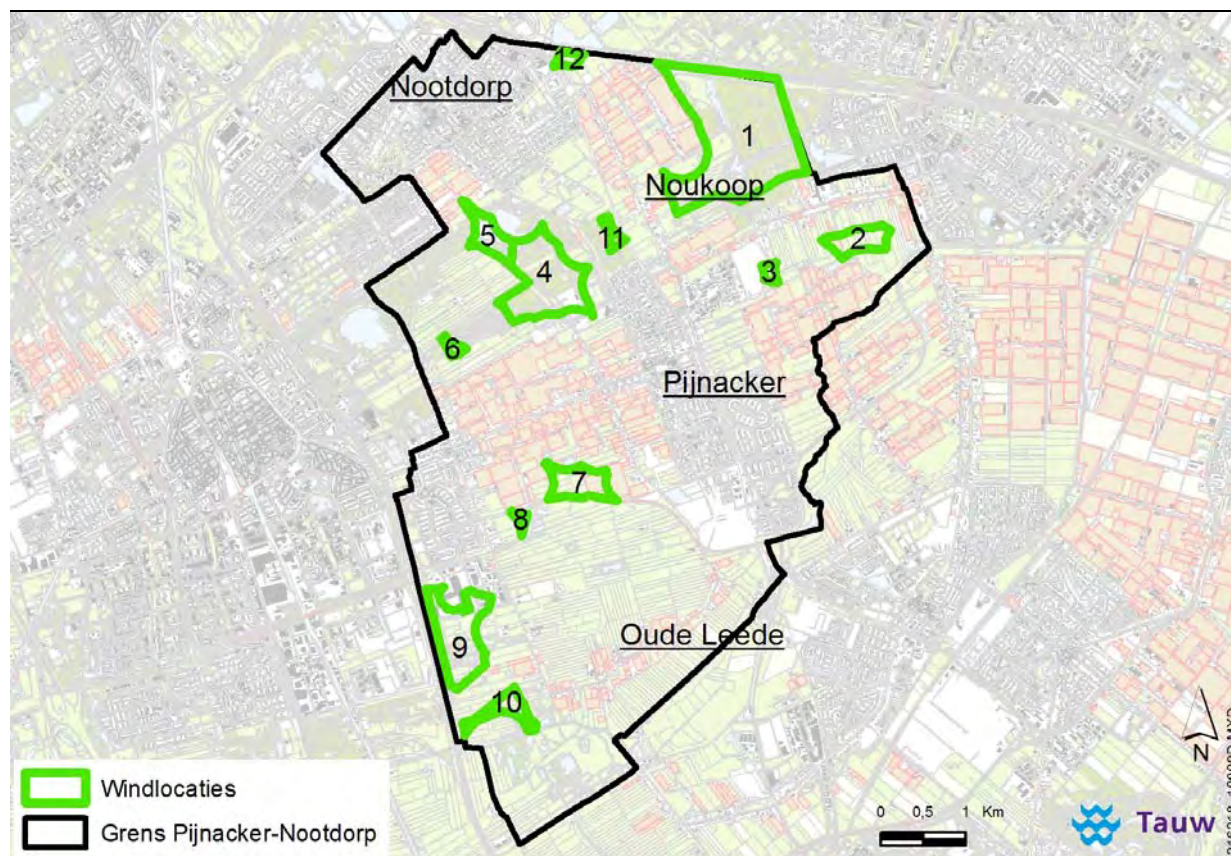 12
Nootdorp
1
Noukoop
5
11
2
4
3
6
Pijnacker
7
8
Oude Leede
9
10
N
Windlocaties
Grens Pijnacker-Nootdorp
0 0,5 1 Km
Tauw